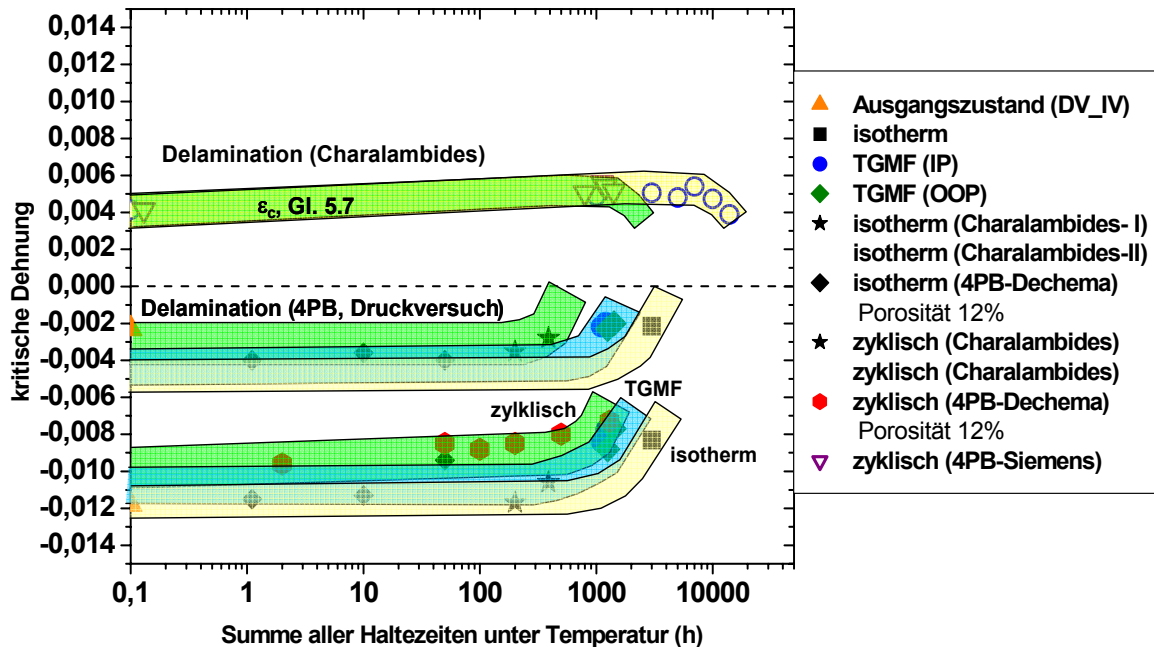 0,014
0,012
0,010
0,008
0,006
0,004
0,002
0,000
-0,002
-0,004
-0,006
-0,008
-0,010
-0,012
-0,014
kritische Dehnung
Delamination (Charalambides)
εc, Gl. 5.7
Delamination (4PB, Druckversuch)
TGMF
zylklisch
isotherm
0,1 1 10 100 1000 10000
Summe aller Haltezeiten unter Temperatur (h)
Ausgangszustand (DV_IV)
isotherm
TGMF (IP)
TGMF (OOP)
isotherm (Charalambides- I)
isotherm (Charalambides-II)
isotherm (4PB-Dechema)
Porosität 12%
zyklisch (Charalambides)
zyklisch (Charalambides)
zyklisch (4PB-Dechema)
Porosität 12%
zyklisch (4PB-Siemens)